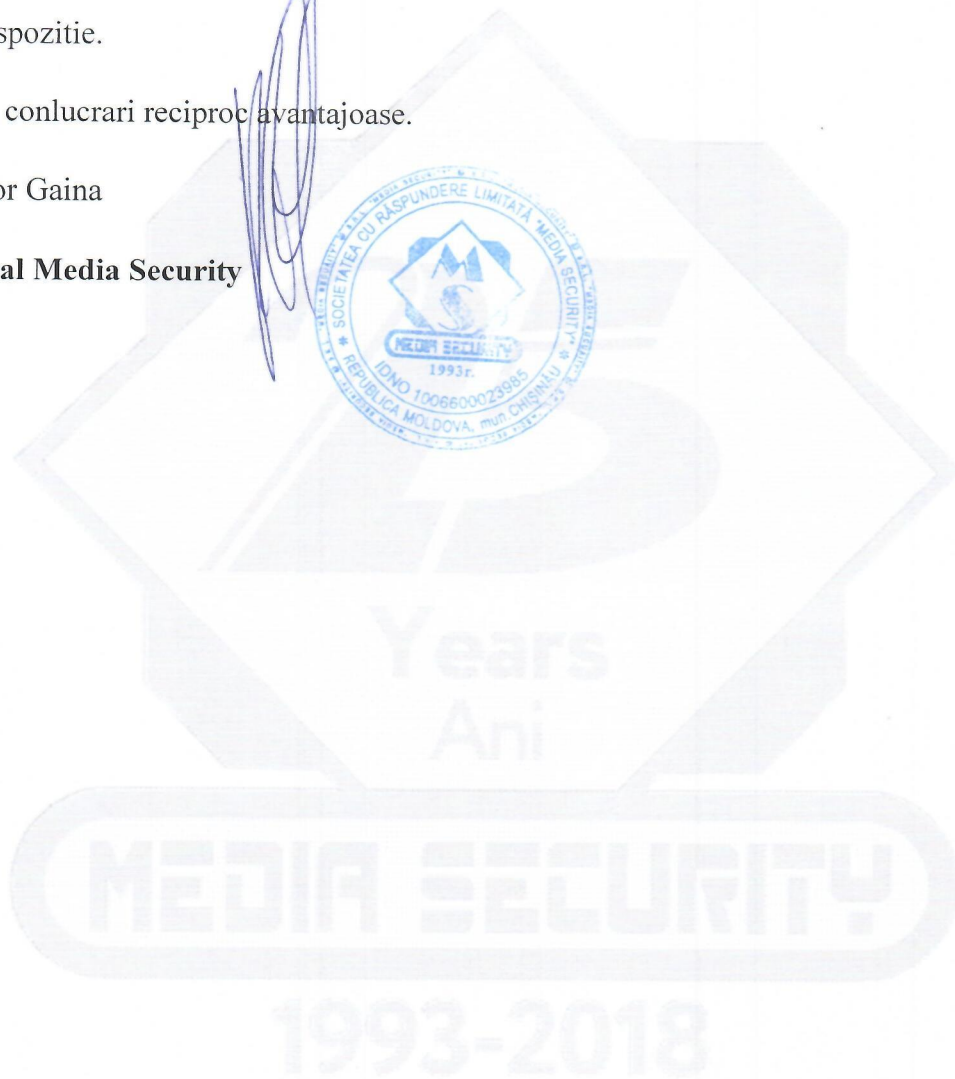 spozitie.
conlucrari reciproc avantajoase.
or Gaina
al Media Security
* SOCIETATEA CU RĂSPUNDERE LIMITATĂ "MEDIA SECURITY" *
MEDIA SECURITY
1993г.
IDNO 1006600023985
REPUBLICA MOLDOVA, mun.CHIŞINĂU
25
Years
Ani
MEDIA SECURITY
1993-2018